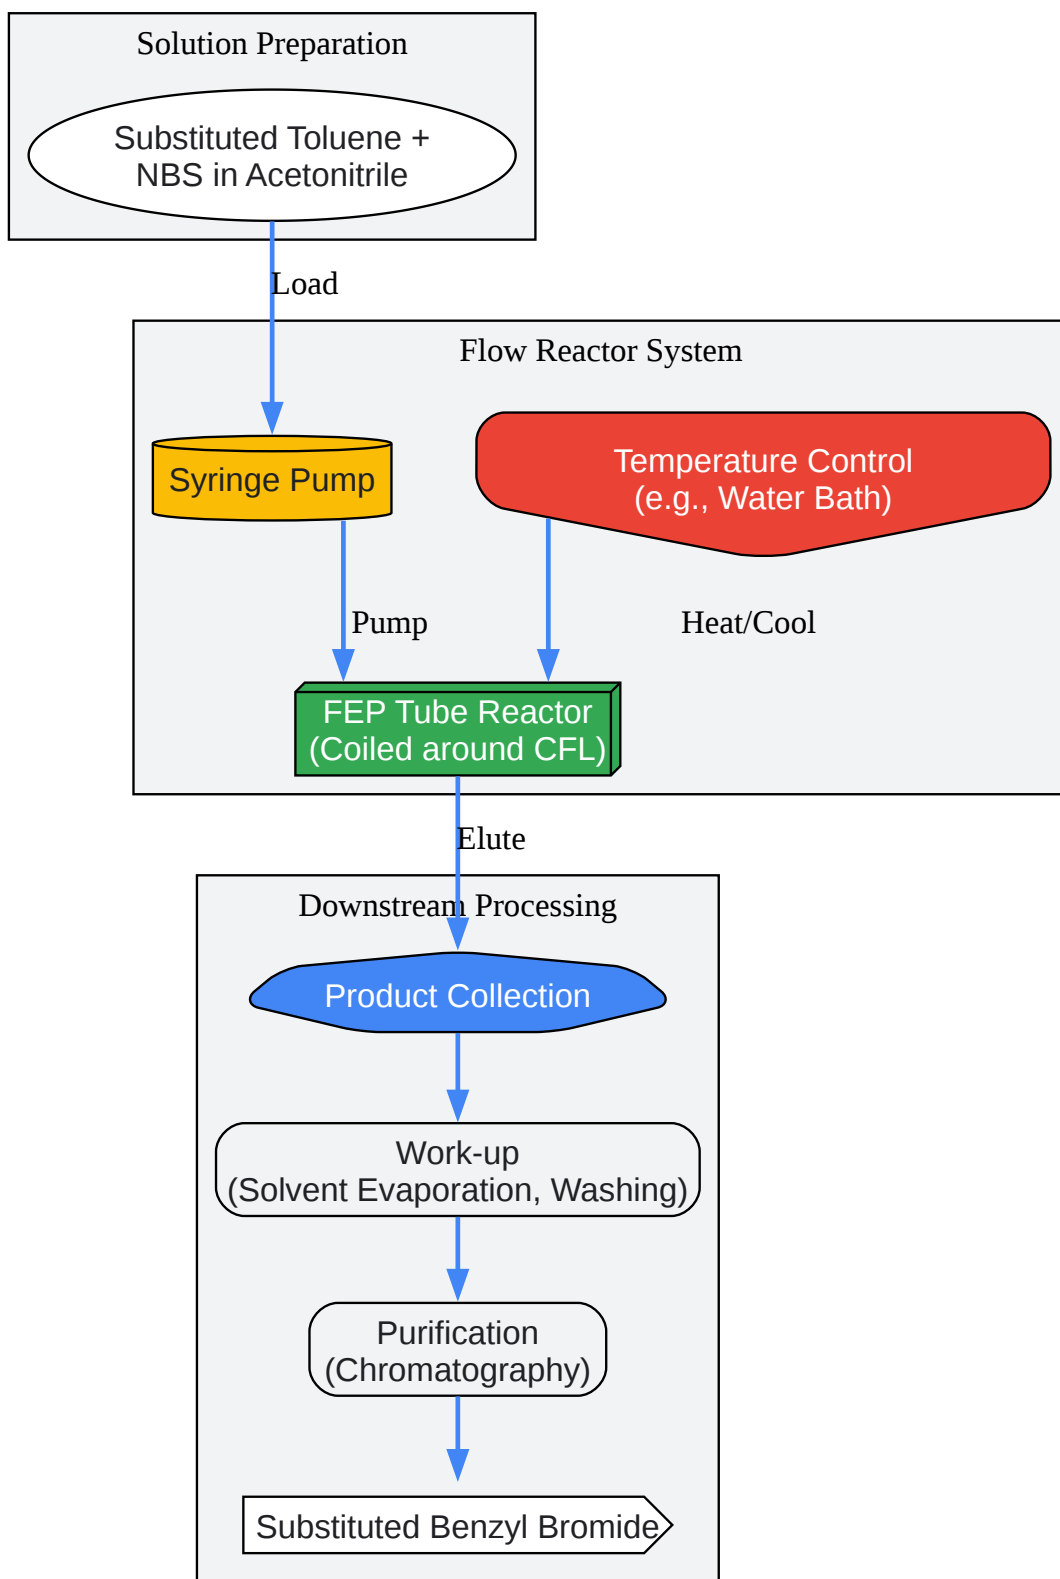 Solution Preparation
Substituted Toluene +
NBS in Acetonitrile
Load
Flow Reactor System
Syringe Pump
Temperature Control
(e.g., Water Bath)
Pump
Heat/Cool
FEP Tube Reactor
(Coiled around CFL)
Elute
Downstream Processing
Product Collection
Work-up
(Solvent Evaporation, Washing)
Purification
(Chromatography)
Substituted Benzyl Bromide